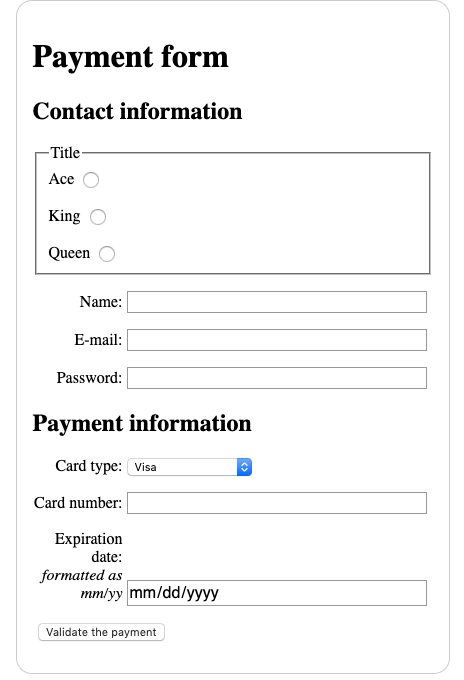 Payment form
Contact information
Title
Ace
King
Queen
Name:
E-mail:
Password:
Payment information
Card type: Visa
Card number:
Expiration
date:
formatted as
mm/yy mm/dd/yyyy
Validate the payment